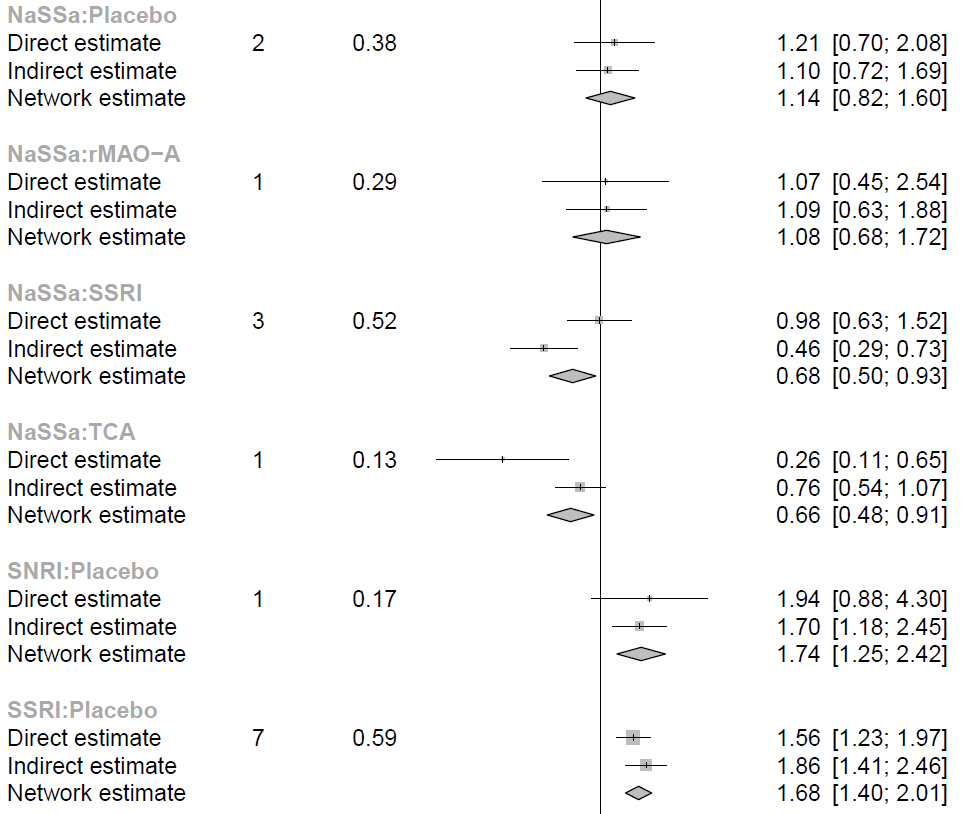 NaSSa:Placebo
Direct estimate 2 0.38 1.21 [0.70; 2.08]
Indirect estimate 1.10 [0.72; 1.69]
Network estimate 1.14 [0.82; 1.60]
NaSSa:rMAO−A
Direct estimate 1 0.29 1.07 [0.45; 2.54]
Indirect estimate 1.09 [0.63; 1.88]
Network estimate 1.08 [0.68; 1.72]
NaSSa:SSRI
Direct estimate 3 0.52 0.98 [0.63; 1.52]
Indirect estimate 0.46 [0.29; 0.73]
Network estimate 0.68 [0.50; 0.93]
NaSSa:TCA
Direct estimate 1 0.13 0.26 [0.11; 0.65]
Indirect estimate 0.76 [0.54; 1.07]
Network estimate 0.66 [0.48; 0.91]
SNRI:Placebo
Direct estimate 1 0.17 1.94 [0.88; 4.30]
Indirect estimate 1.70 [1.18; 2.45]
Network estimate 1.74 [1.25; 2.42]
SSRI:Placebo
Direct estimate 7 0.59 1.56 [1.23; 1.97]
Indirect estimate 1.86 [1.41; 2.46]
Network estimate 1.68 [1.40; 2.01]